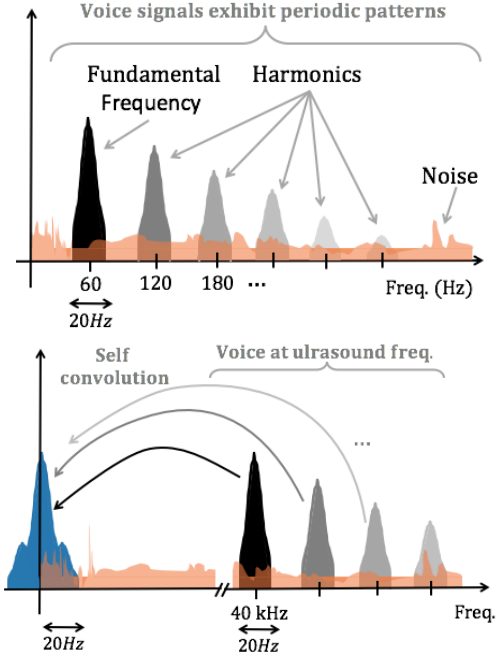 Voice signals exhibit periodic patterns
Fundamental
Frequency
Harmonics
Noise
60
120
180
...
Freq. (Hz)
20Hz
Self
convolution
Voice at ulrasound freq.
...
40 kHz
Freq.
20Hz
20Hz